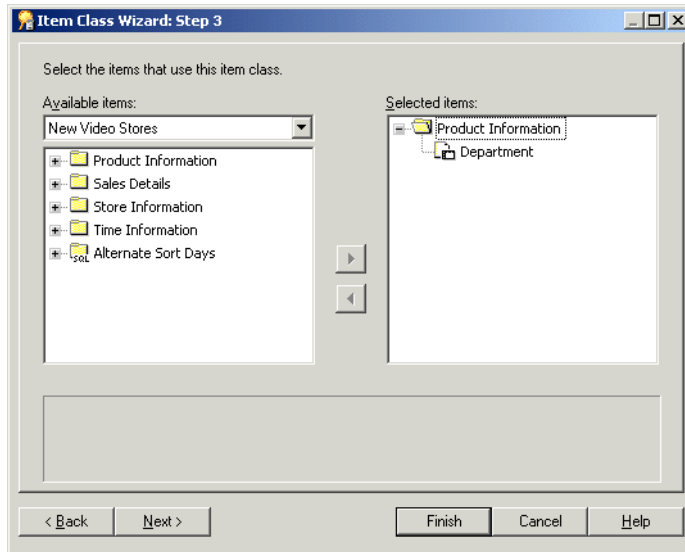 Item Class Wizard: Step 3
Select the items that use this item class.
Available items:
New Video Stores
Product Information
Sales Details
Store Information
Time Information
SQL Alternate Sort Days
Selected items:
Product Information
Department
< Back
Next >
Finish
Cancel
Help